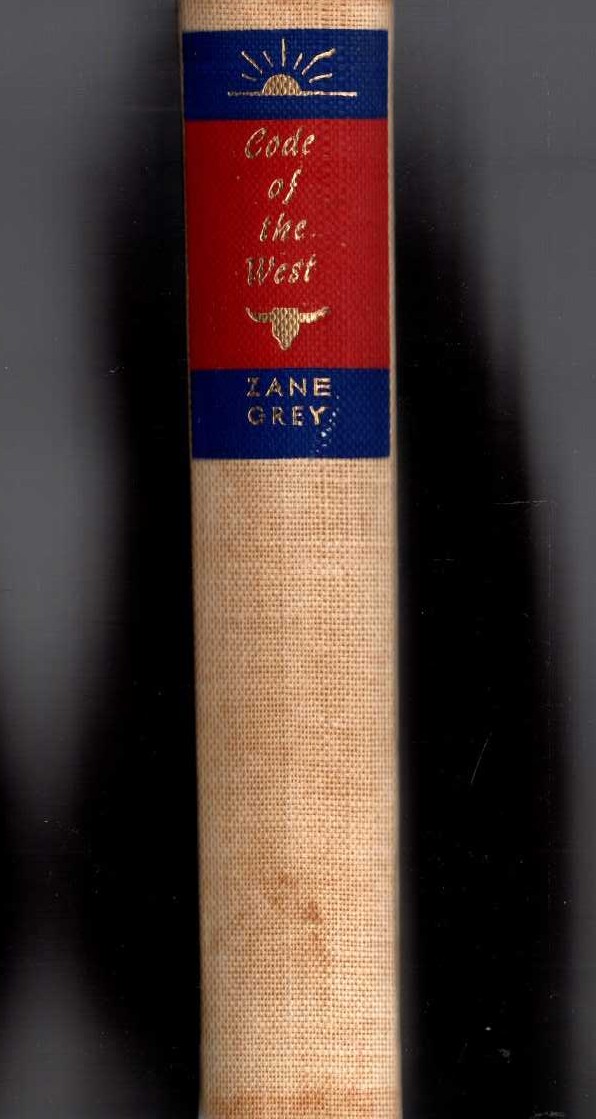 Code
of
the
West
ZANE
GREY